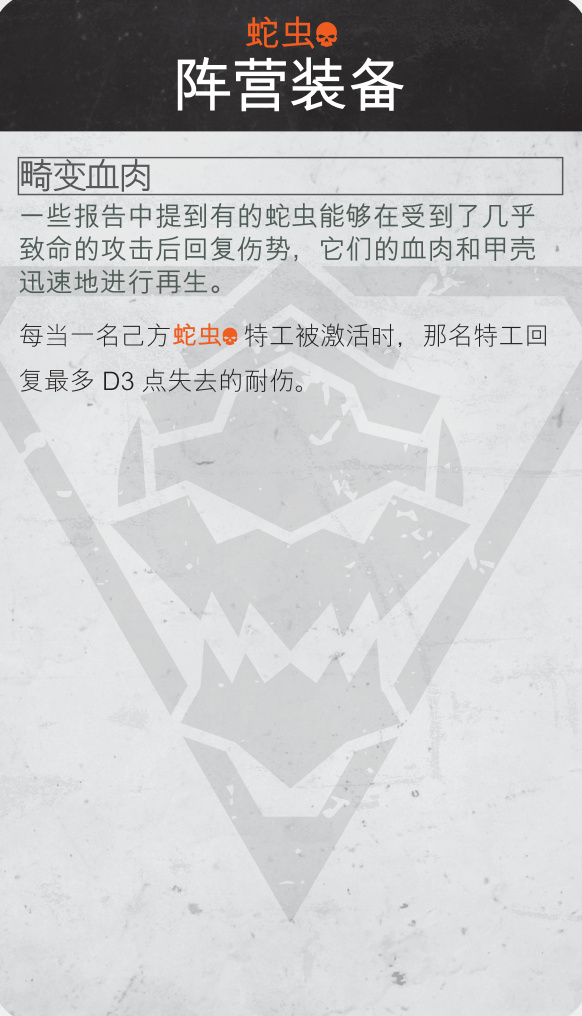 蛇虫
阵营装备
畸变血肉
一些报告中提到有的蛇虫能够在受到了几乎
致命的攻击后回复伤势，它们的血肉和甲壳
迅速地进行再生。
每当一名己方蛇虫 特工被激活时，那名特工回
复最多 D3 点失去的耐伤。